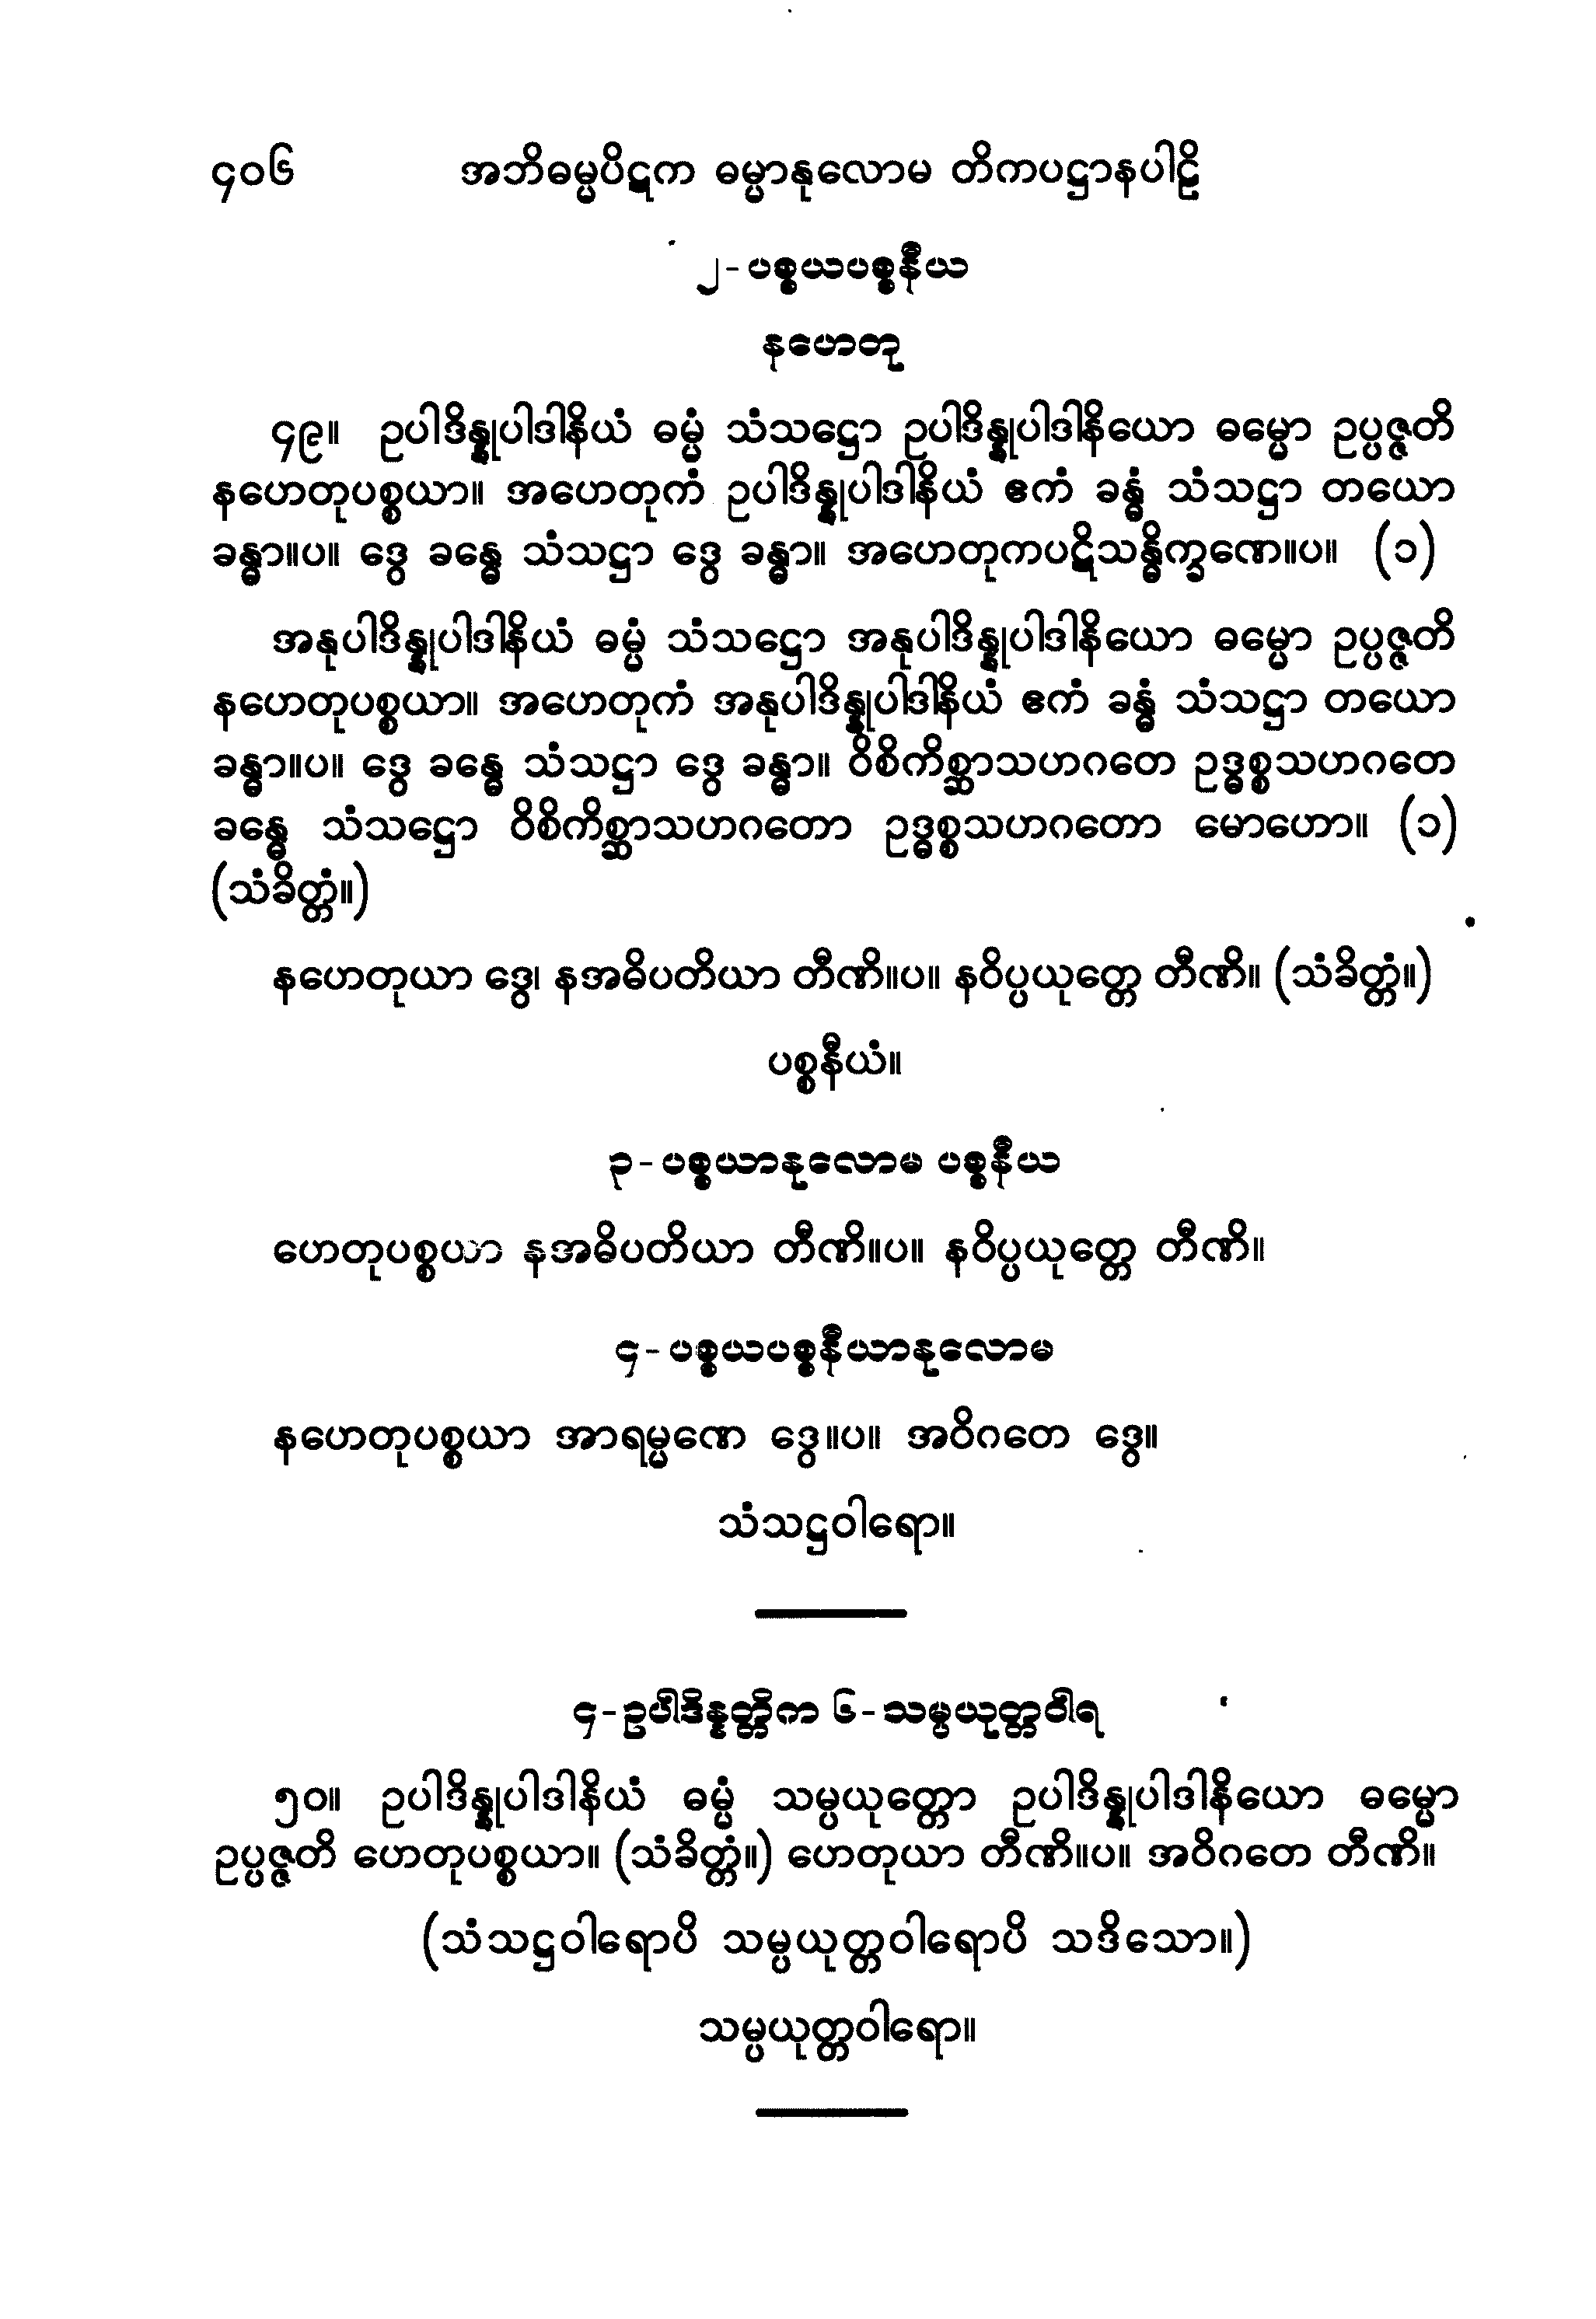 ၄၀၆ အဘိဓမ္မပိဋက ဓမ္မာနုလောမ တိကပဋ္ဌာနပါဠိ
၂-ပစ္စယပစ္စနီယ
နဟေတု
၄၉။ ဥပါဒိန္နုပါဒါနိယံ ဓမ္မံ သံသဋ္ဌော ဥပါဒိန္နုပါဒါနိယော ဓမ္မော ဥပ္ပဇ္ဇတိ
နဟေတုပစ္စယာ။ အဟေတုကံ ဥပါဒိန္နုပါဒါနိယံ ဧကံ ခန္ဓံ သံသဋ္ဌာ တယော
ခန္ဓာ။ပ။ ဒွေ ခန္ဓေ သံသဋ္ဌာ ဒွေ ခန္ဓာ။ အဟေတုကပဋိသန္ဓိက္ခဏေ။ပ။ (၁)
အနုပါဒိန္နုပါဒါနိယံ ဓမ္မံ သံသဋ္ဌော အနုပါဒိန္နုပါဒါနိယော ဓမ္မော ဥပ္ပဇ္ဇတိ
နဟေတုပစ္စယာ။ အဟေတုကံ အနုပါဒိန္နုပါဒါနိယံ ဧကံ ခန္ဓံ သံသဋ္ဌာ တယော
ခန္ဓာ။ပ။ ဒွေ ခန္ဓေ သံသဋ္ဌာ ဒွေ ခန္ဓာ။ ဝိစိကိစ္ဆာသဟဂတေ ဥဒ္ဓစ္စသဟဂတေ
ခန္ဓေ သံသဋ္ဌော ဝိစိကိစ္ဆာသဟဂတော ဥဒ္ဓစ္စသဟဂတော မောဟော။ (၁)
(သံခိတ္တံ။)
နဟေတုယာ ဒွေ၊ နအဓိပတိယာ တီဏိ။ပ။ နဝိပ္ပယုတ္တေ တီဏိ။ (သံခိတ္တံ။)
ပစ္စနီယံ။
၃-ပစ္စယာနုလောမ ပစ္စနီယ
ဟေတုပစ္စယာ နအဓိပတိယာ တီဏိ။ပ။ နဝိပ္ပယုတ္တေ တီဏိ။
၄-ပစ္စယပစ္စနီယာနုလောမ
နဟေတုပစ္စယာ အာရမ္မဏေ ဒွေ။ပ။ အဝိဂတေ ဒွေ။
သံသဋ္ဌဝါရော။
၄-ဥပါဒိန္နတ္တိက ၆-သမ္ပယုတ္တဝါရ
၅၀။ ဥပါဒိန္နုပါဒါနိယံ ဓမ္မံ သမ္ပယုတ္တော ဥပါဒိန္နုပါဒါနိယော ဓမ္မော
ဥပ္ပဇ္ဇတိ ဟေတုပစ္စယာ။ (သံခိတ္တံ။) ဟေတုယာ တီဏိ။ပ။ အဝိဂတေ တီဏိ။
(သံသဋ္ဌဝါရောပိ သမ္ပယုတ္တဝါရောပိ သဒိသော။)
သမ္ပယုတ္တဝါရော။